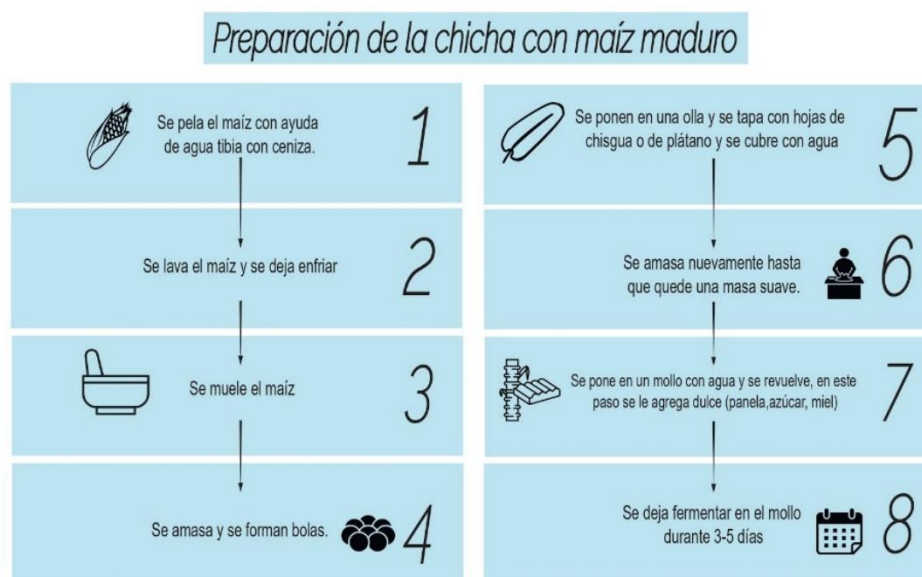 Preparación de la chicha con maíz maduro
Se pela el maíz con ayuda
de agua tibia con ceniza.
1
Se lava el maíz y se deja enfriar
2
Se muele el maíz
3
Se amasa y se forman bolas.
4
Se ponen en una olla y se tapa con hojas de
chisgua o de plátano y se cubre con agua
5
Se amasa nuevamente hasta
que quede una masa suave.
6
Se pone en un mollo con agua y se revuelve, en este
paso se le agrega dulce (panela,azúcar, miel)
7
Se deja fermentar en el mollo
durante 3-5 días
8